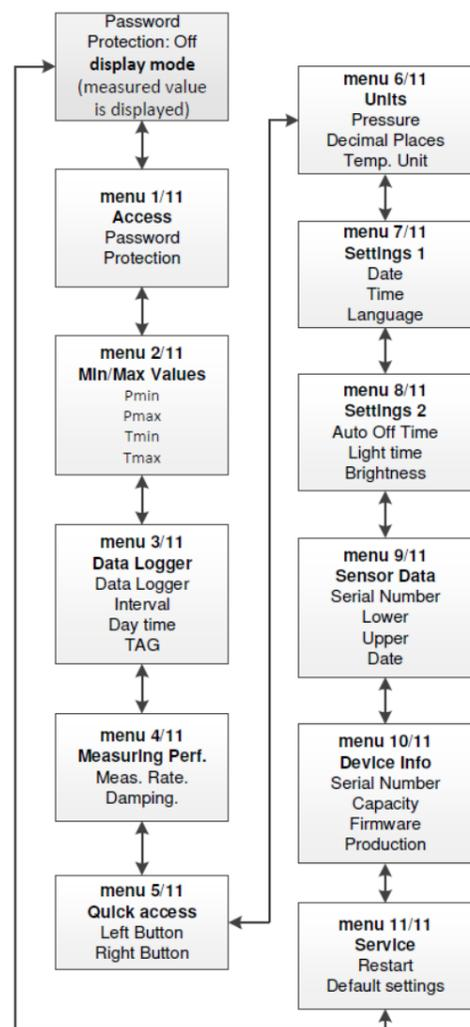 Password
Protection: Off
display mode
(measured value
is displayed)
menu 1/11
Access
Password
Protection
menu 2/11
Min/Max Values
Pmin
Pmax
Tmin
Tmax
menu 3/11
Data Logger
Data Logger
Interval
Day time
TAG
menu 4/11
Measuring Perf.
Meas. Rate.
Damping.
menu 5/11
Quick access
Left Button
Right Button
menu 6/11
Units
Pressure
Decimal Places
Temp. Unit
menu 7/11
Settings 1
Date
Time
Language
menu 8/11
Settings 2
Auto Off Time
Light time
Brightness
menu 9/11
Sensor Data
Serial Number
Lower
Upper
Date
menu 10/11
Device Info
Serial Number
Capacity
Firmware
Production
menu 11/11
Service
Restart
Default settings